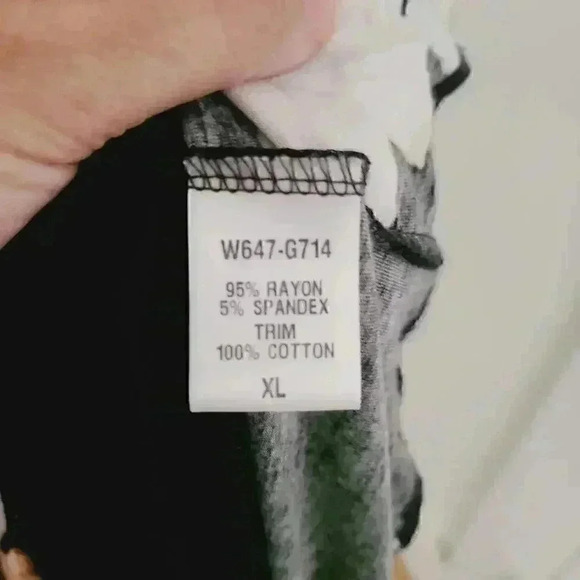 W647-G714
95% RAYON
5% SPANDEX
TRIM
100% COTTON
XL